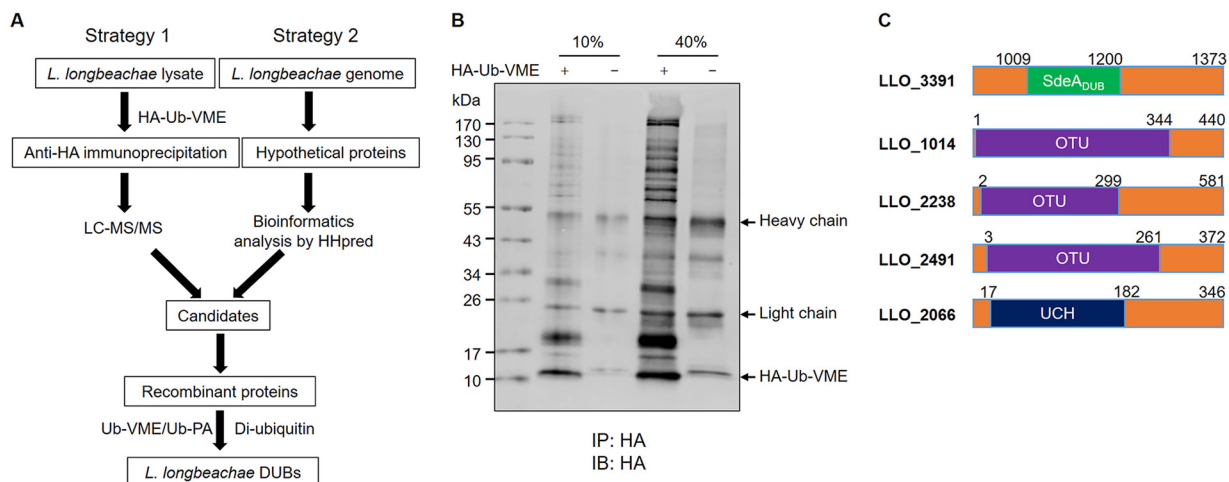 A
Strategy 1
Strategy 2
L. longbeachae lysate
L. longbeachae genome
HA-Ub-VME
Anti-HA immunoprecipitation
Hypothetical proteins
LC-MS/MS
Bioinformatics
analysis by HHpred
Candidates
Recombinant proteins
Ub-VME/Ub-PA
Di-ubiquitin
L. longbeachae DUBs
B
10%
40%
HA-Ub-VME
+
−
+
−
kDa
170
130
95
55
43
34
26
17
10
Heavy chain
Light chain
HA-Ub-VME
IP: HA
IB: HA
C
1009
1200
1373
LLO_3391
SdeADUB
1
344
440
LLO_1014
OTU
2
299
581
LLO_2238
OTU
3
261
372
LLO_2491
OTU
17
182
346
LLO_2066
UCH